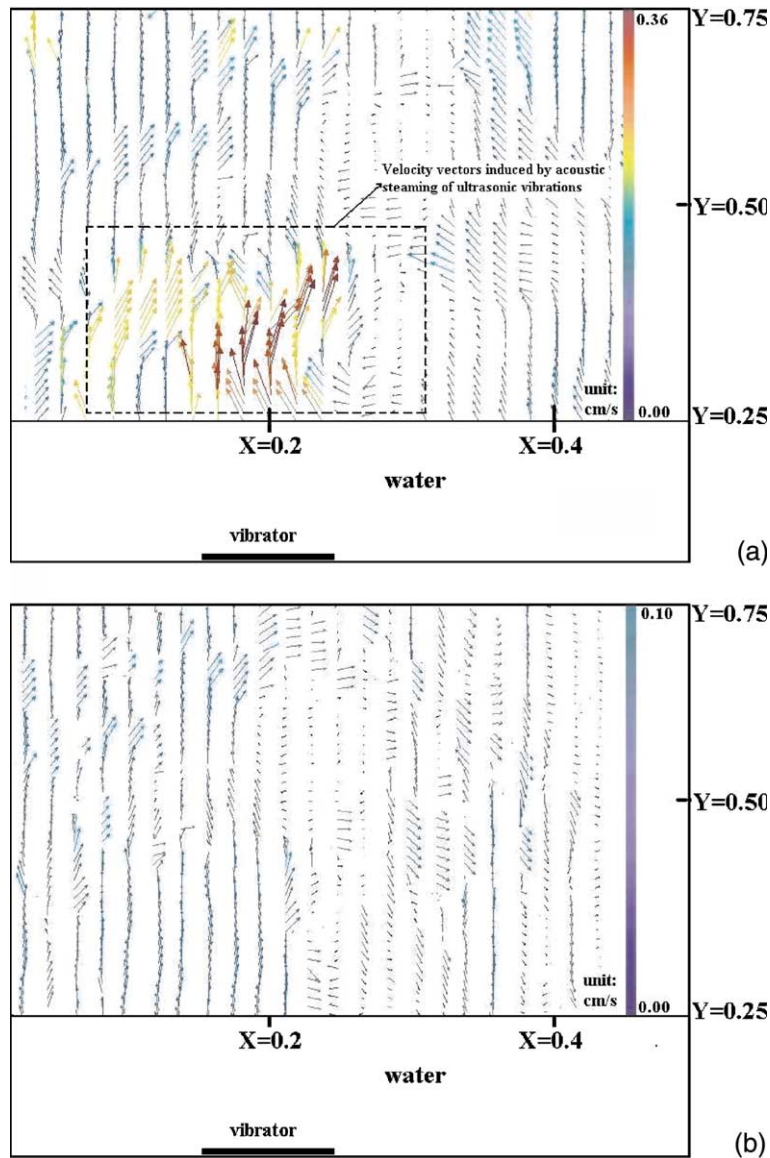 0.36
Y=0.75
Velocity vectors induced by acoustic
steaming of ultrasonic vibrations
Y=0.50
unit:
cm/s
0.00
Y=0.25
X=0.2
X=0.4
water
vibrator
(a)
0.10
Y=0.75
Y=0.50
unit:
cm/s
0.00
Y=0.25
X=0.2
X=0.4
water
vibrator
(b)